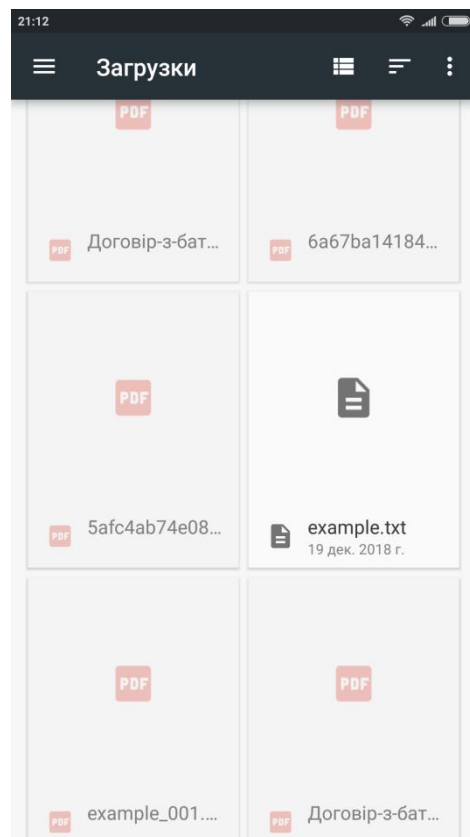 21:12
Загрузки
PDF
PDF
PDF Договір-з-бат...
PDF 6a67ba14184...
PDF
PDF 5afc4ab74e08...
example.txt
19 дек. 2018 г.
PDF
PDF
PDF example_001....
PDF Договір-з-бат...